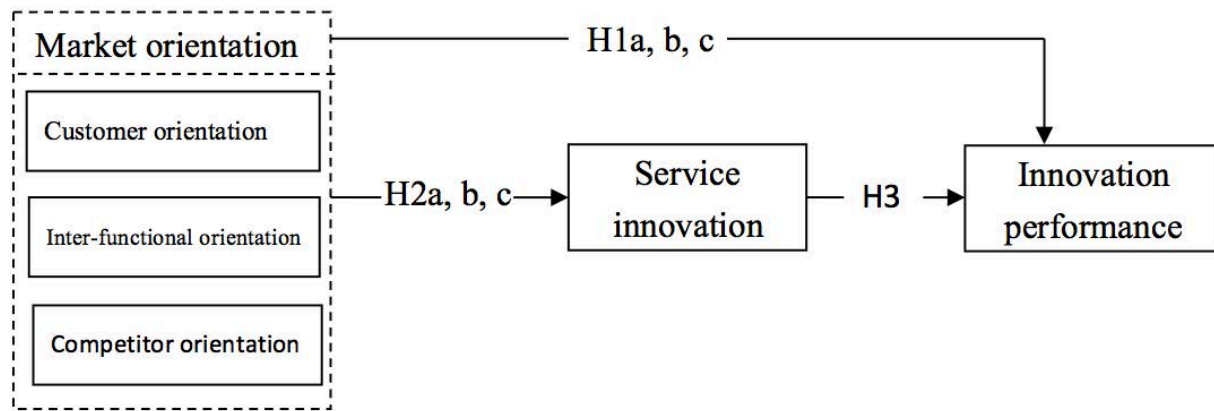 Market orientation
H1a, b, c
Customer orientation
Inter-functional orientation
Competitor orientation
H2a, b, c
Service
innovation
H3
Innovation
performance